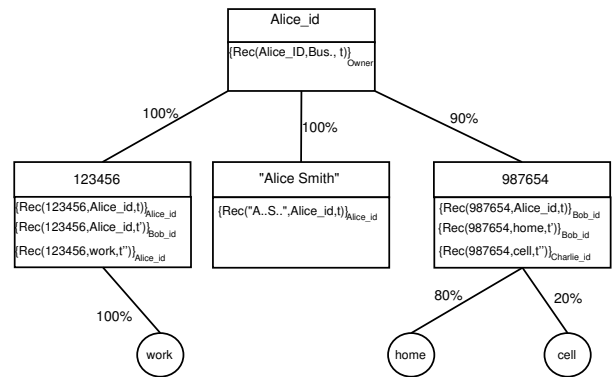 Alice_id
{Rec(Alice_ID,Bus., t)}Owner
100%
100%
90%
123456
"Alice Smith"
987654
{Rec(123456,Alice_id,t)}Alice_id
{Rec(123456,Alice_id,t')}Bob_id
{Rec(123456,work,t'')}Alice_id
{Rec("A..S..",Alice_id,t)}Alice_id
{Rec(987654,Alice_id,t)}Bob_id
{Rec(987654,home,t')}Bob_id
{Rec(987654,cell,t'')}Charlie_id
100%
80%
20%
work
home
cell